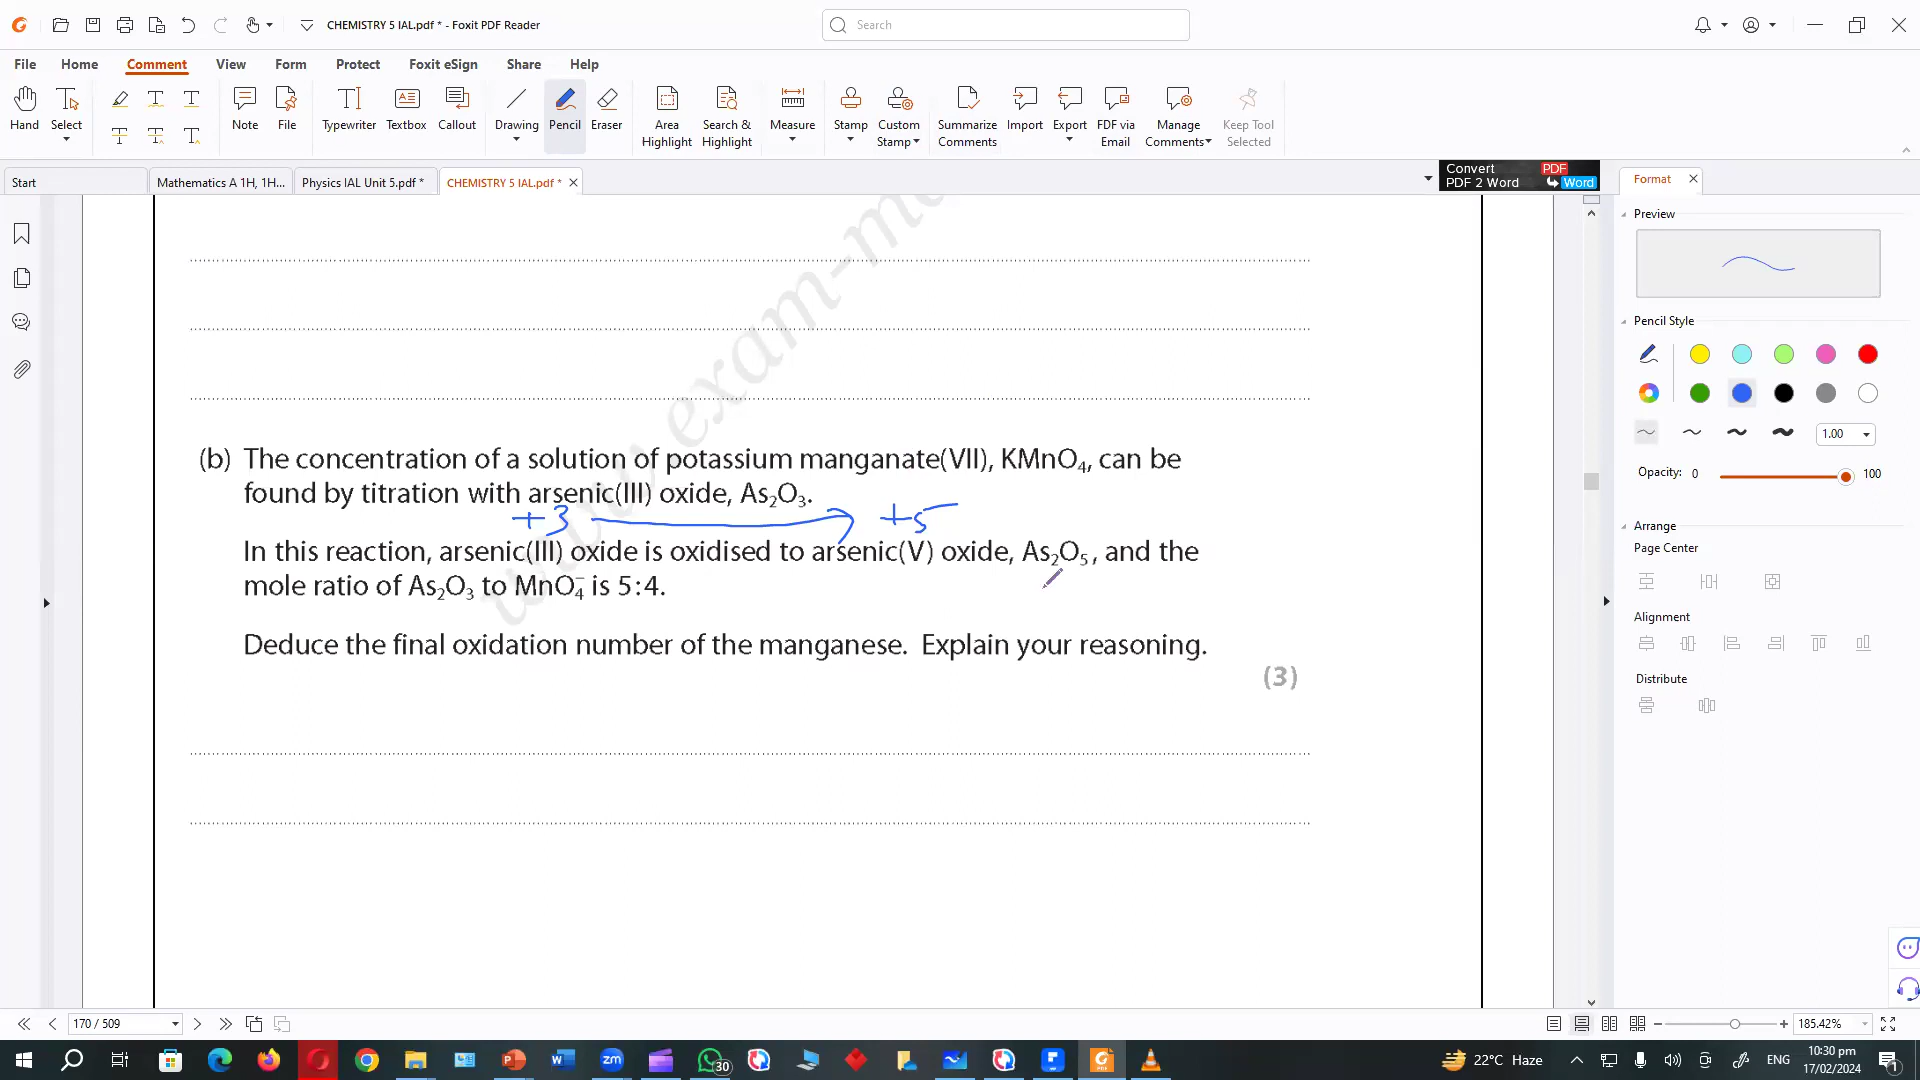 CHEMISTRY 5 IAL.pdf * - Foxit PDF Reader
Search
File Home Comment View Form Protect Foxit eSign Share Help
Hand Select Note File Typewriter Textbox Callout Drawing Pencil Eraser Area Highlight Search & Highlight Measure Stamp Custom Stamp Summarize Comments Import Export FDF via Email Manage Comments Keep Tool Selected
Start Mathematics A 1H, 1H... Physics IAL Unit 5.pdf * CHEMISTRY 5 IAL.pdf *
Convert PDF
PDF 2 Word Word
Format
Preview
Pencil Style
1.00
Opacity: 0 100
Arrange
Page Center
Alignment
Distribute
www exam-m
(b) The concentration of a solution of potassium manganate(VII), KMnO₄, can be
found by titration with arsenic(III) oxide, As₂O₃.
+3 → +5
In this reaction, arsenic(III) oxide is oxidised to arsenic(V) oxide, As₂O₅, and the
mole ratio of As₂O₃ to MnO₄⁻ is 5:4.
Deduce the final oxidation number of the manganese. Explain your reasoning.
(3)
170 / 509
185.42%
zm
30
22°C Haze
ENG
10:30 pm
17/02/2024
1